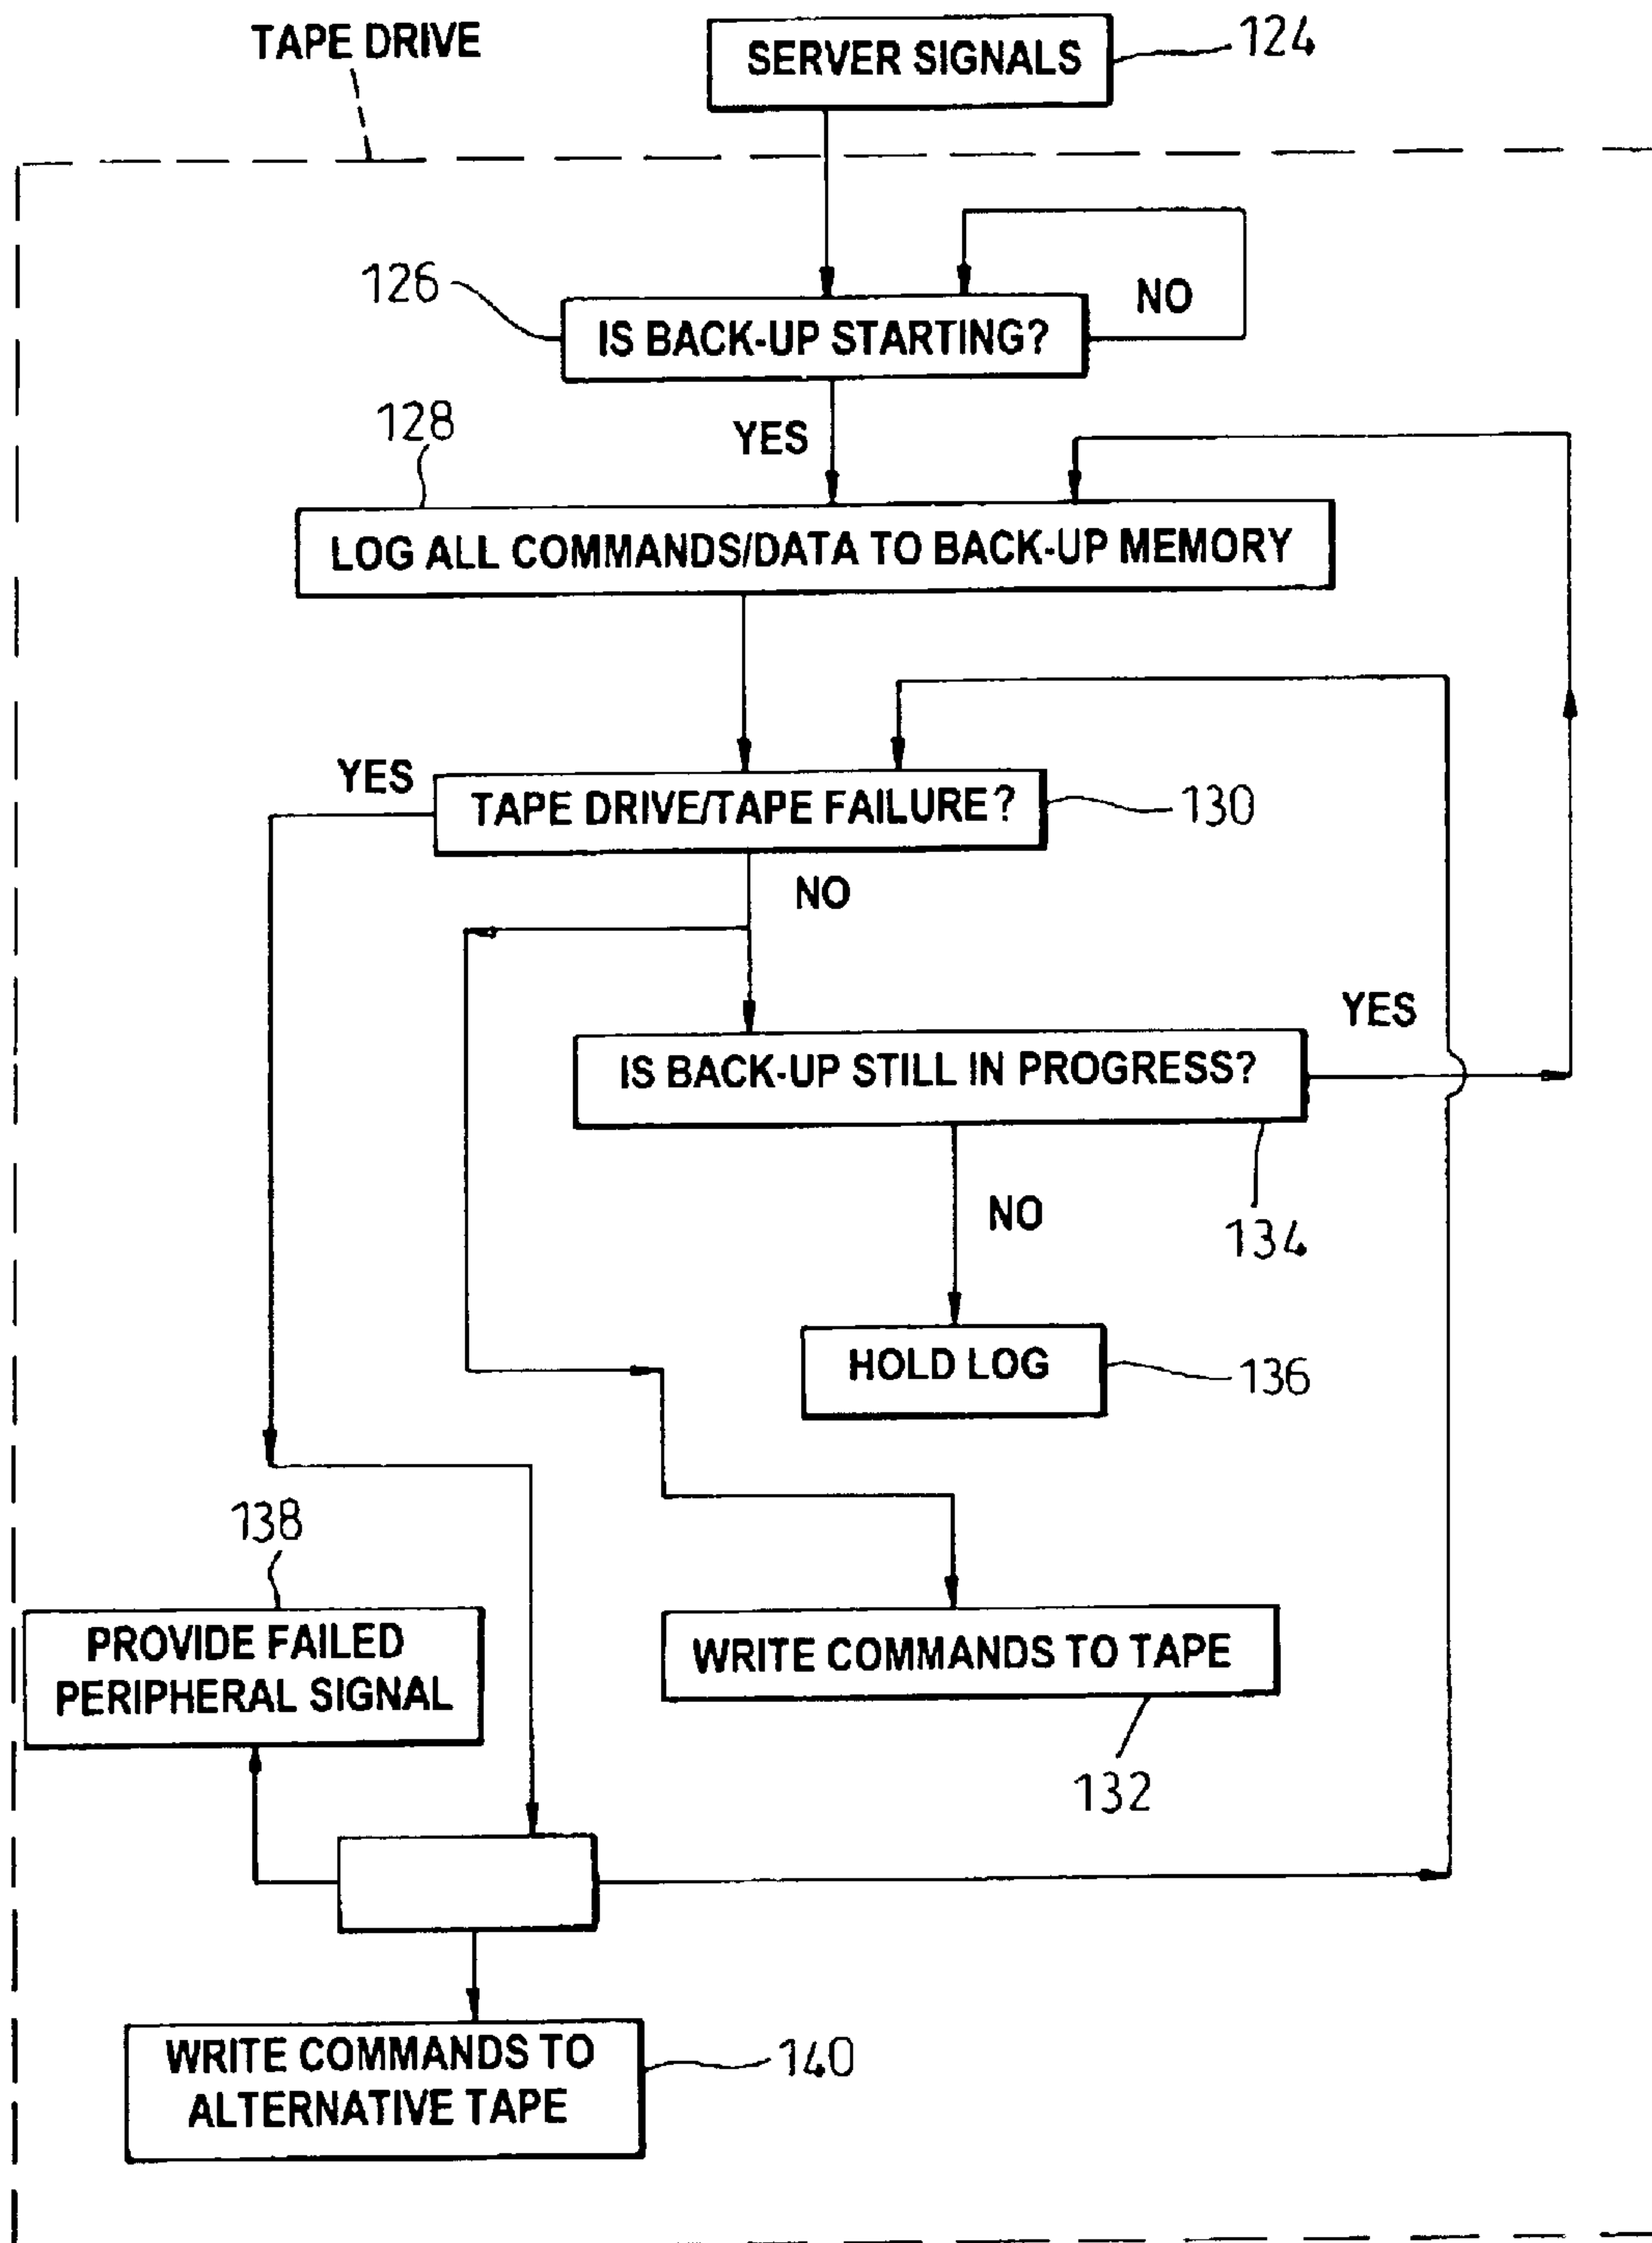 TAPE DRIVE
SERVER SIGNALS
124
126
IS BACK-UP STARTING?
NO
YES
128
LOG ALL COMMANDS/DATA TO BACK-UP MEMORY
YES
TAPE DRIVE/TAPE FAILURE?
130
NO
IS BACK-UP STILL IN PROGRESS?
YES
134
NO
HOLD LOG
136
138
PROVIDE FAILED
PERIPHERAL SIGNAL
WRITE COMMANDS TO TAPE
132
WRITE COMMANDS TO
ALTERNATIVE TAPE
140